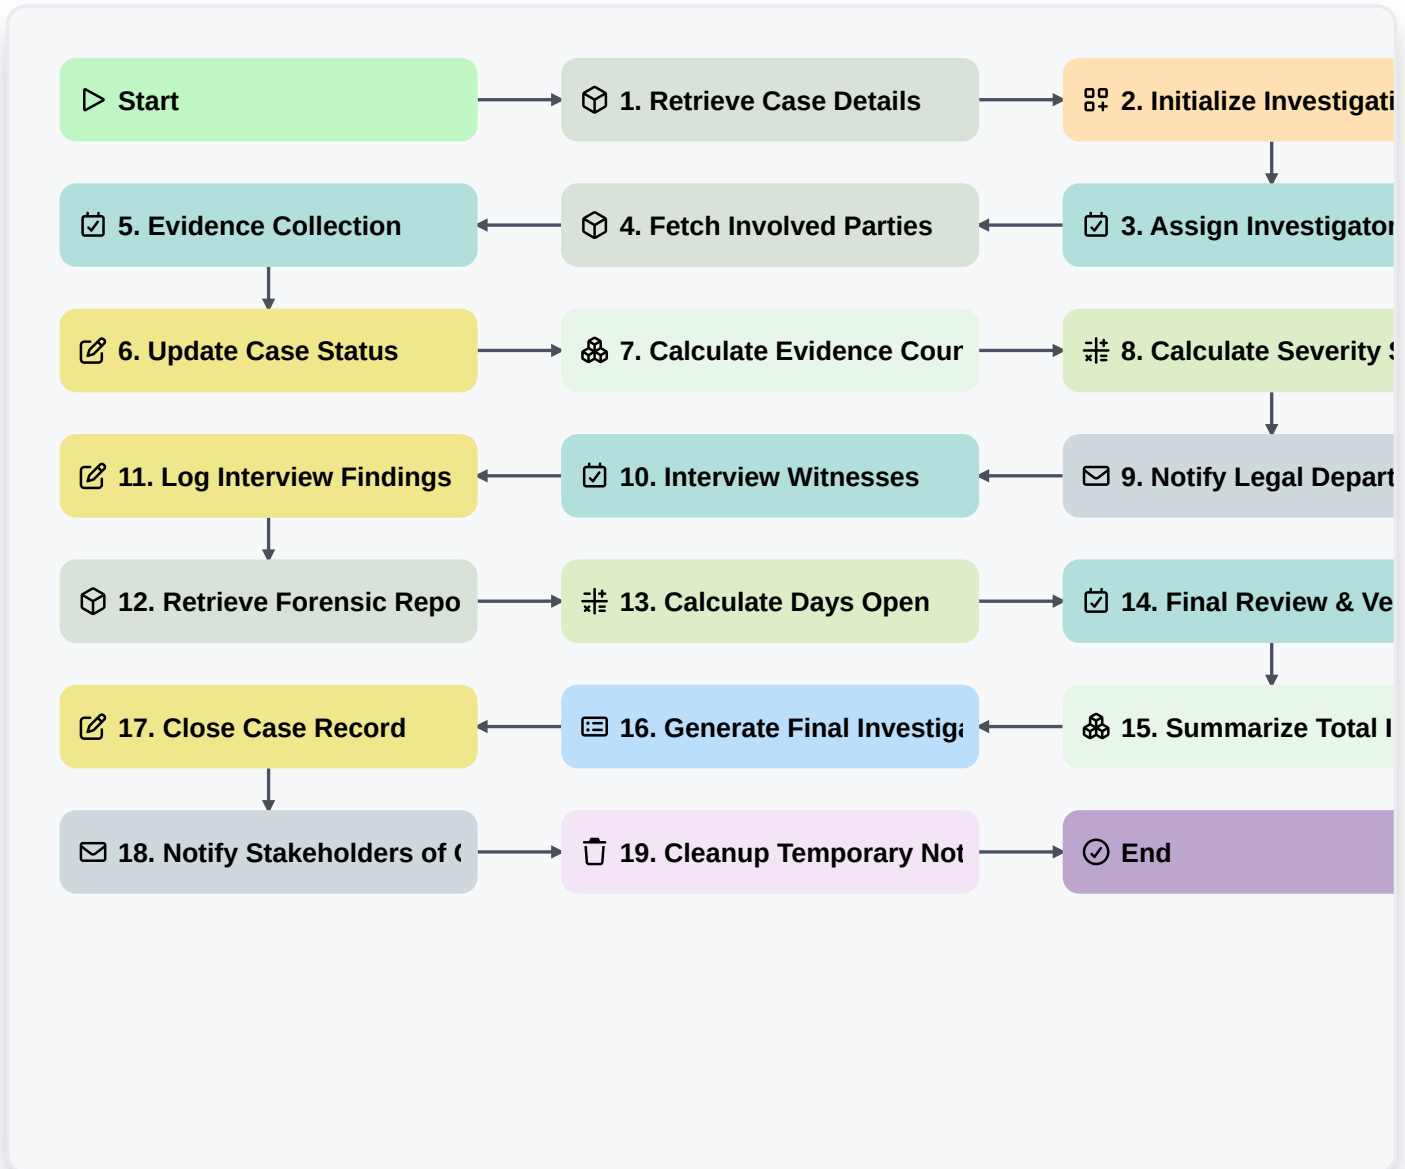 Start
1. Retrieve Case Details
2. Initialize Investigati
5. Evidence Collection
4. Fetch Involved Parties
3. Assign Investigator
6. Update Case Status
7. Calculate Evidence Coun
8. Calculate Severity
11. Log Interview Findings
10. Interview Witnesses
9. Notify Legal Depart
12. Retrieve Forensic Repo
13. Calculate Days Open
14. Final Review & Ve
17. Close Case Record
16. Generate Final Investiga
15. Summarize Total I
18. Notify Stakeholders of
19. Cleanup Temporary Not
End